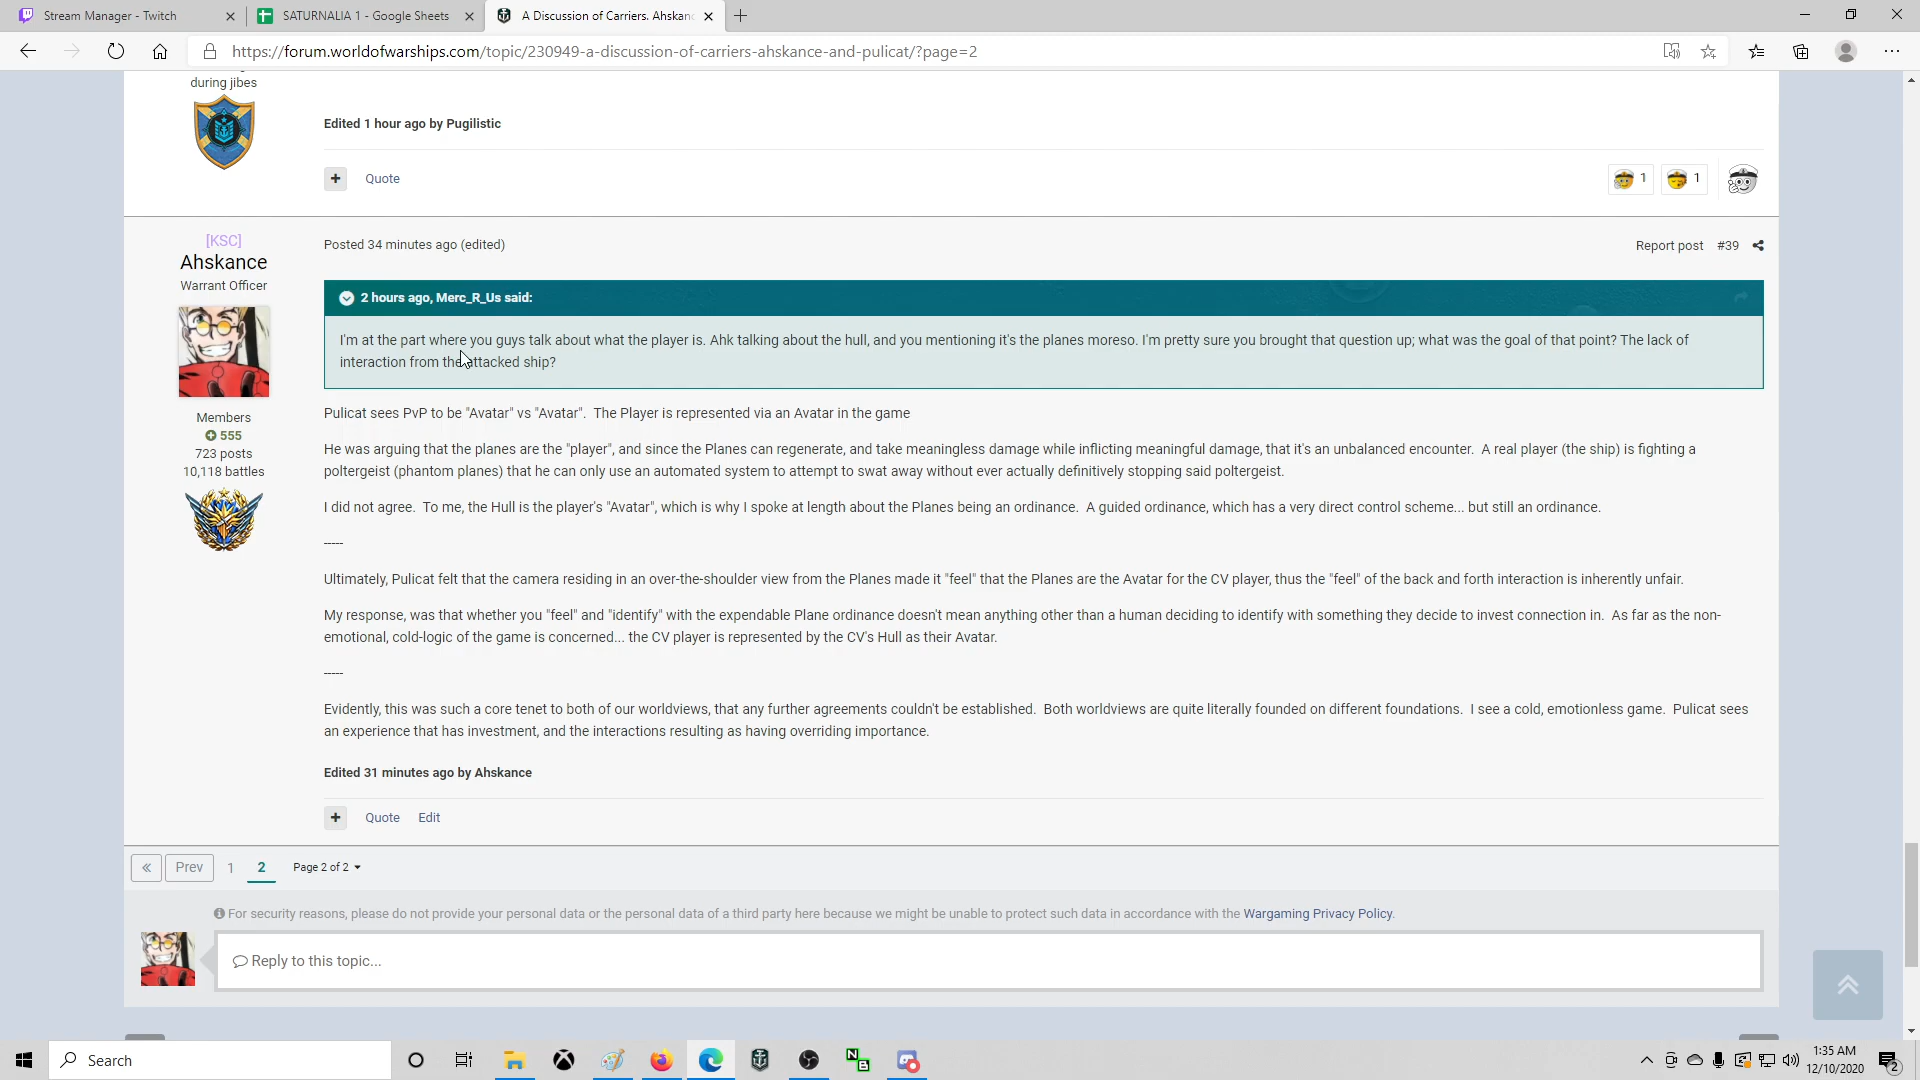 Stream Manager - Twitch
SATURNALIA 1 - Google Sheets
A Discussion of Carriers. Ahskanc
https://forum.worldofwarships.com/topic/230949-a-discussion-of-carriers-ahskance-and-pulicat/?page=2
during jibes
Edited 1 hour ago by Pugilistic
+ Quote
1 1
[KSC]
Ahskance
Warrant Officer
Members
555
723 posts
10,118 battles
Posted 34 minutes ago (edited)
Report post #39
2 hours ago, Merc_R_Us said:
I'm at the part where you guys talk about what the player is. Ahk talking about the hull, and you mentioning it's the planes moreso. I'm pretty sure you brought that question up; what was the goal of that point? The lack of
interaction from the attacked ship?
Pulicat sees PvP to be "Avatar" vs "Avatar". The Player is represented via an Avatar in the game
He was arguing that the planes are the "player", and since the Planes can regenerate, and take meaningless damage while inflicting meaningful damage, that it's an unbalanced encounter. A real player (the ship) is fighting a
poltergeist (phantom planes) that he can only use an automated system to attempt to swat away without ever actually definitively stopping said poltergeist.
I did not agree. To me, the Hull is the player's "Avatar", which is why I spoke at length about the Planes being an ordinance. A guided ordinance, which has a very direct control scheme... but still an ordinance.
-----
Ultimately, Pulicat felt that the camera residing in an over-the-shoulder view from the Planes made it "feel" that the Planes are the Avatar for the CV player, thus the "feel" of the back and forth interaction is inherently unfair.
My response, was that whether you "feel" and "identify" with the expendable Plane ordinance doesn't mean anything other than a human deciding to identify with something they decide to invest connection in. As far as the non-
emotional, cold-logic of the game is concerned... the CV player is represented by the CV's Hull as their Avatar.
-----
Evidently, this was such a core tenet to both of our worldviews, that any further agreements couldn't be established. Both worldviews are quite literally founded on different foundations. I see a cold, emotionless game. Pulicat sees
an experience that has investment, and the interactions resulting as having overriding importance.
Edited 31 minutes ago by Ahskance
+ Quote Edit
« Prev 1 2 Page 2 of 2
For security reasons, please do not provide your personal data or the personal data of a third party here because we might be unable to protect such data in accordance with the Wargaming Privacy Policy.
Reply to this topic...
Search
N
B
1:35 AM
12/10/2020
2